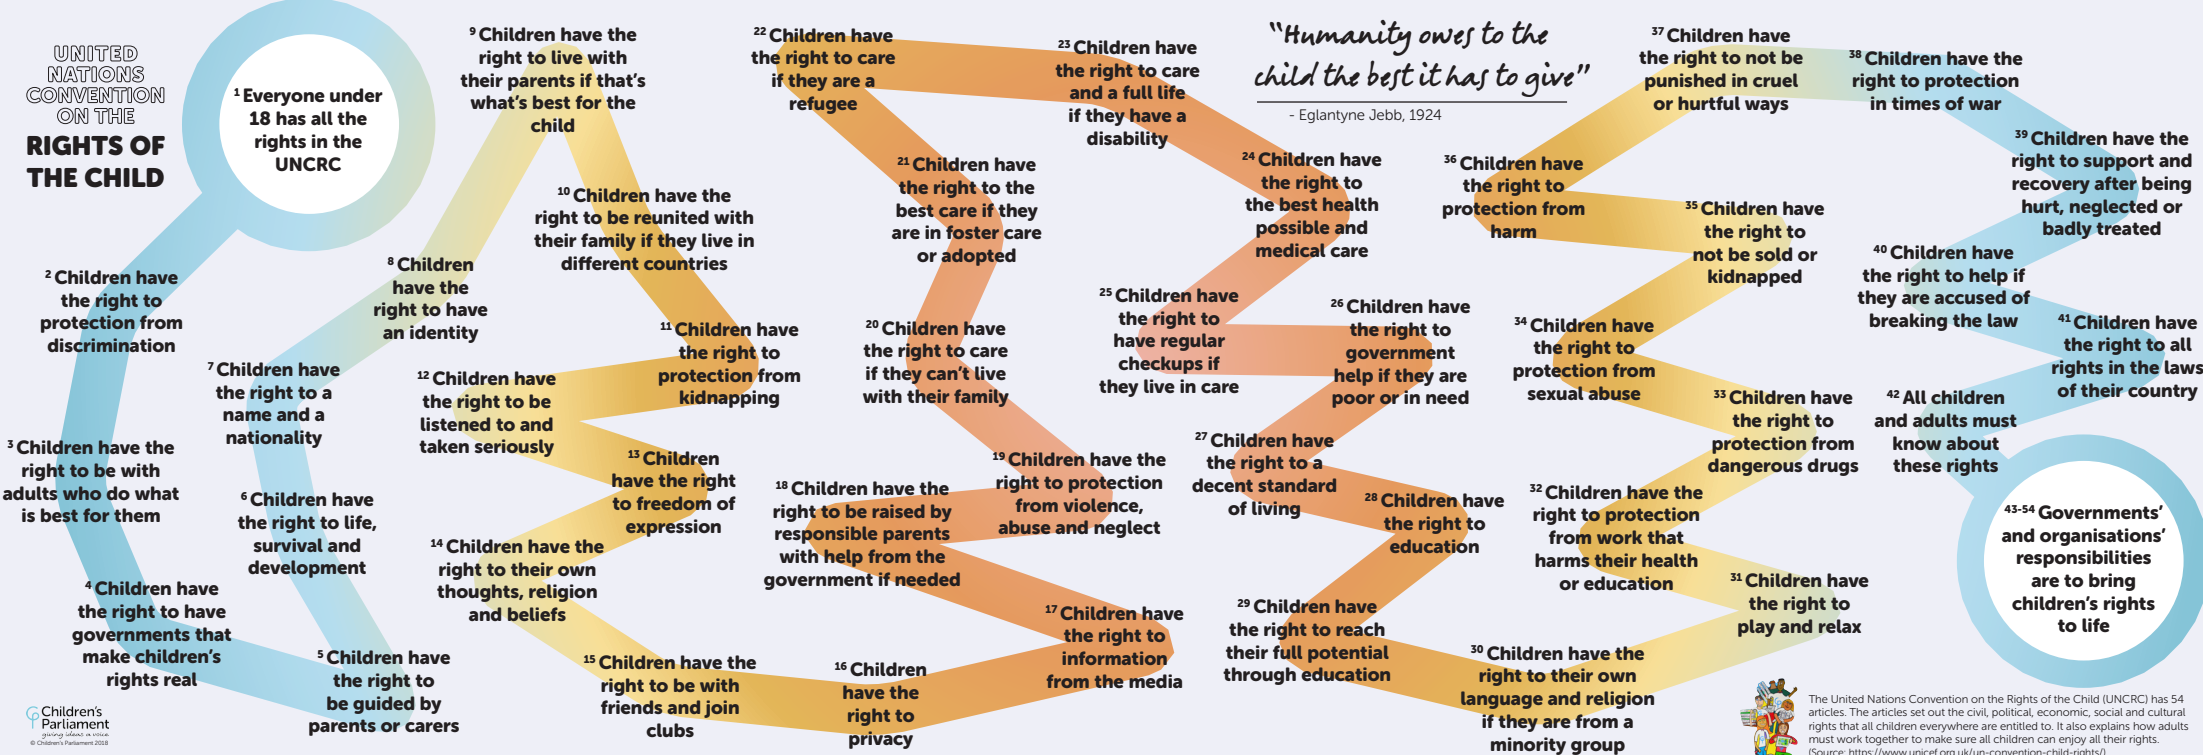 UNITED
NATIONS
CONVENTION
ON THE
RIGHTS OF
THE CHILD
1 Everyone under
18 has all the
rights in the
UNCRC
2 Children have
the right to
protection from
discrimination
3 Children have the
right to be with
adults who do what
is best for them
4 Children have
the right to have
governments that
make children's
rights real
5 Children have
the right to
be guided by
parents or carers
6 Children have
the right to life,
survival and
development
7 Children have
the right to a
name and a
nationality
8 Children
have the
right to have
an identity
9 Children have the
right to live with
their parents if that's
what's best for the
child
10 Children have the
right to be reunited with
their family if they live in
different countries
11 Children have
the right to
protection from
kidnapping
12 Children have
the right to be
listened to and
taken seriously
13 Children
have the right
to freedom of
expression
14 Children have the
right to their own
thoughts, religion
and beliefs
15 Children have the
right to be with
friends and join
clubs
16 Children
have the
right to
privacy
17 Children have
the right to
information
from the media
18 Children have the
right to be raised by
responsible parents
with help from the
government if needed
19 Children have the
right to protection
from violence,
abuse and neglect
20 Children have
the right to care
if they can't live
with their family
21 Children have
the right to the
best care if they
are in foster care
or adopted
22 Children have
the right to care
if they are a
refugee
23 Children have
the right to care
and a full life
if they have a
disability
24 Children have
the right to
the best health
possible and
medical care
25 Children have
the right to
have regular
checkups if
they live in care
26 Children have
the right to
government
help if they are
poor or in need
27 Children have
the right to a
decent standard
of living
28 Children have
the right to
education
29 Children have
the right to reach
their full potential
through education
30 Children have the
right to their own
language and religion
if they are from a
minority group
31 Children have
the right to
play and relax
32 Children have the
right to protection
from work that
harms their health
or education
33 Children have
the right to
protection from
dangerous drugs
34 Children have
the right to
protection from
sexual abuse
35 Children have
the right to
not be sold or
kidnapped
36 Children have
the right to
protection from
harm
37 Children have
the right to not be
punished in cruel
or hurtful ways
38 Children have the
right to protection
in times of war
39 Children have the
right to support and
recovery after being
hurt, neglected or
badly treated
40 Children have
the right to help if
they are accused of
breaking the law
41 Children have
the right to all
rights in the laws
of their country
42 All children
and adults must
know about
these rights
43-54 Governments'
and organisations'
responsibilities
are to bring
children's rights
to life
"Humanity owes to the
child the best it has to give"
- Eglantyne Jebb, 1924
Children's
Parliament
giving ideas a voice
© Children's Parliament 2018
The United Nations Convention on the Rights of the Child (UNCRC) has 54
articles. The articles set out the civil, political, economic, social and cultural
rights that all children everywhere are entitled to. It also explains how adults
must work together to make sure all children can enjoy all their rights.
(Source: https://www.unicef.org.uk/un-convention-child-rights/)